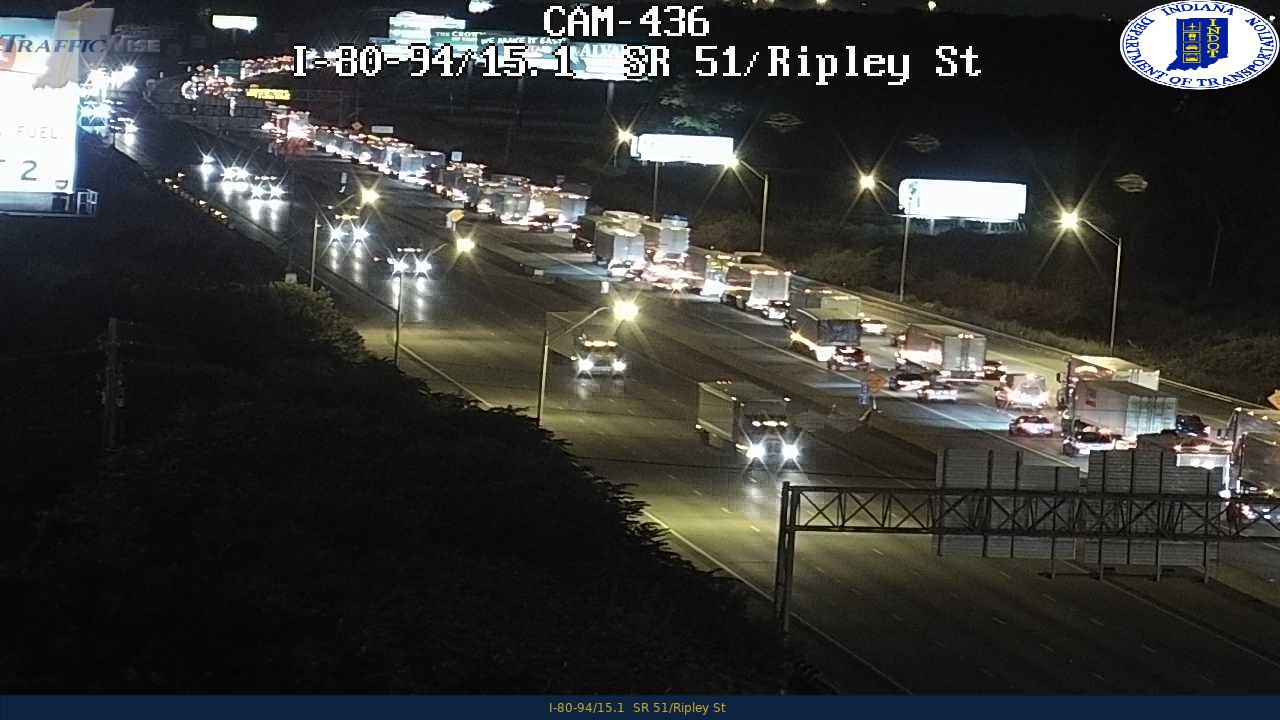 CAM-436
I-80-94/15.1 SR 51/Ripley St
TRAFFICWISE
INDIANA
DEPARTMENT OF TRANSPORTATION
INDOT
FUEL
2
I-80-94/15.1 SR 51/Ripley St